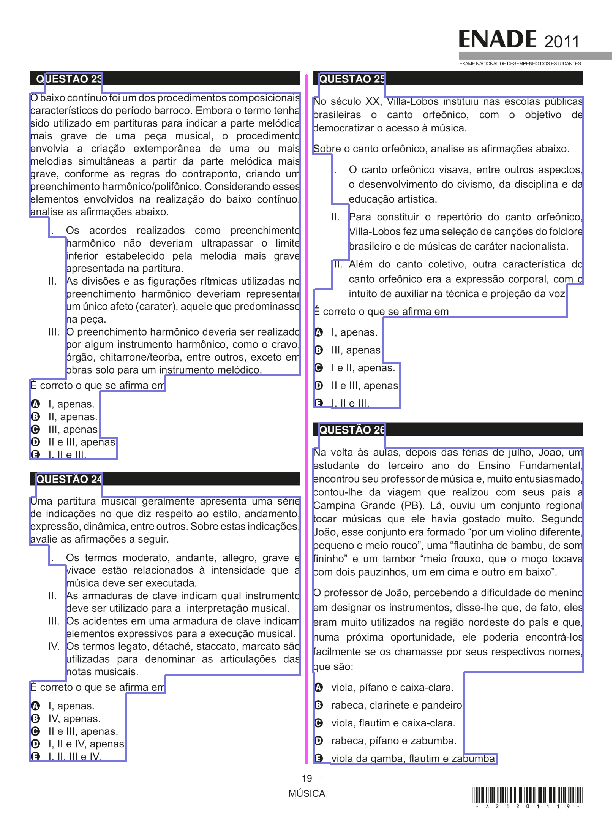 ENADE 2011
EXAME NACIONAL DE DESEMPENHO DOS ESTUDANTES
QUESTÃO 23
O baixo contínuo foi um dos procedimentos composicionais
característicos do período barroco. Embora o termo tenha
sido utilizado em partituras para indicar a parte melódica
mais grave de uma peça musical, o procedimento
envolvia a criação extemporânea de uma ou mais
melodias simultâneas a partir da parte melódica mais
grave, conforme as regras do contraponto, criando um
preenchimento harmônico/polifônico. Considerando esses
elementos envolvidos na realização do baixo contínuo,
analise as afirmações abaixo.
I. Os acordes realizados como preenchimento
harmônico não deveriam ultrapassar o limite
inferior estabelecido pela melodia mais grave
apresentada na partitura.
II. As divisões e as figurações rítmicas utilizadas no
preenchimento harmônico deveriam representar
um único afeto (caráter), aquele que predominasse
na peça.
III. O preenchimento harmônico deveria ser realizado
por algum instrumento harmônico, como o cravo,
órgão, chitarrone/teorba, entre outros, exceto em
obras solo para um instrumento melódico.
É correto o que se afirma em
A I, apenas.
B II, apenas.
C III, apenas.
D II e III, apenas.
E I, II e III.
QUESTÃO 24
Uma partitura musical geralmente apresenta uma série
de indicações no que diz respeito ao estilo, andamento,
expressão, dinâmica, entre outros. Sobre estas indicações,
avalie as afirmações a seguir.
I. Os termos moderato, andante, allegro, grave e
vivace estão relacionados à intensidade que a
música deve ser executada.
II. As armaduras de clave indicam qual instrumento
deve ser utilizado para a interpretação musical.
III. Os acidentes em uma armadura de clave indicam
elementos expressivos para a execução musical.
IV. Os termos legato, détaché, staccato, marcato são
utilizadas para denominar as articulações das
notas musicais.
É correto o que se afirma em
A I, apenas.
B IV, apenas.
C II e III, apenas.
D I, II e IV, apenas.
E I, II, III e IV.
QUESTÃO 25
No século XX, Villa-Lobos instituiu nas escolas públicas
brasileiras o canto orfeônico, com o objetivo de
democratizar o acesso à música.
Sobre o canto orfeônico, analise as afirmações abaixo.
I. O canto orfeônico visava, entre outros aspectos,
o desenvolvimento do civismo, da disciplina e da
educação artística.
II. Para constituir o repertório do canto orfeônico,
Villa-Lobos fez uma seleção de canções do folclore
brasileiro e de músicas de caráter nacionalista.
III. Além do canto coletivo, outra característica do
canto orfeônico era a expressão corporal, com o
intuito de auxiliar na técnica e projeção da voz.
É correto o que se afirma em
A I, apenas.
B III, apenas.
C I e II, apenas.
D II e III, apenas.
E I, II e III.
QUESTÃO 26
Na volta às aulas, depois das férias de julho, João, um
estudante do terceiro ano do Ensino Fundamental,
encontrou seu professor de música e, muito entusiasmado,
contou-lhe da viagem que realizou com seus pais a
Campina Grande (PB). Lá, ouviu um conjunto regional
tocar músicas que ele havia gostado muito. Segundo
João, esse conjunto era formado “por um violino diferente,
pequeno e meio rouco”, uma “flautinha de bambu, de som
fininho” e um tambor “meio frouxo, que o moço tocava
com dois pauzinhos, um em cima e outro em baixo”.
O professor de João, percebendo a dificuldade do menino
em designar os instrumentos, disse-lhe que, de fato, eles
eram muito utilizados na região nordeste do país e que,
numa próxima oportunidade, ele poderia encontrá-los
facilmente se os chamasse por seus respectivos nomes,
que são:
A viola, pífano e caixa-clara.
B rabeca, clarinete e pandeiro.
C viola, flautim e caixa-clara.
D rabeca, pífano e zabumba.
E viola da gamba, flautim e zabumba.
19
MÚSICA